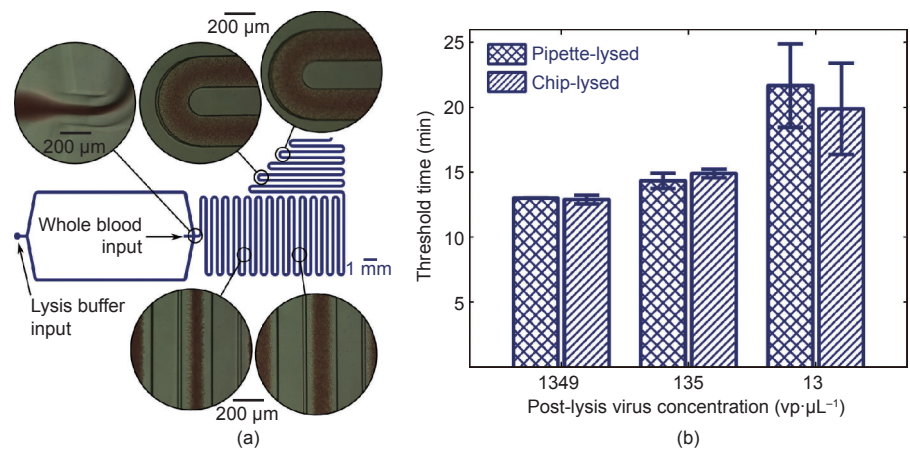 (a)
200 µm
200 µm
Whole blood
input
1 mm
Lysis buffer
input
200 µm
(a)
(b)
25
20
15
10
5
Threshold time (min)
Pipette-lysed
Chip-lysed
1349
135
13
Post-lysis virus concentration (vp·µL⁻¹)
(b)